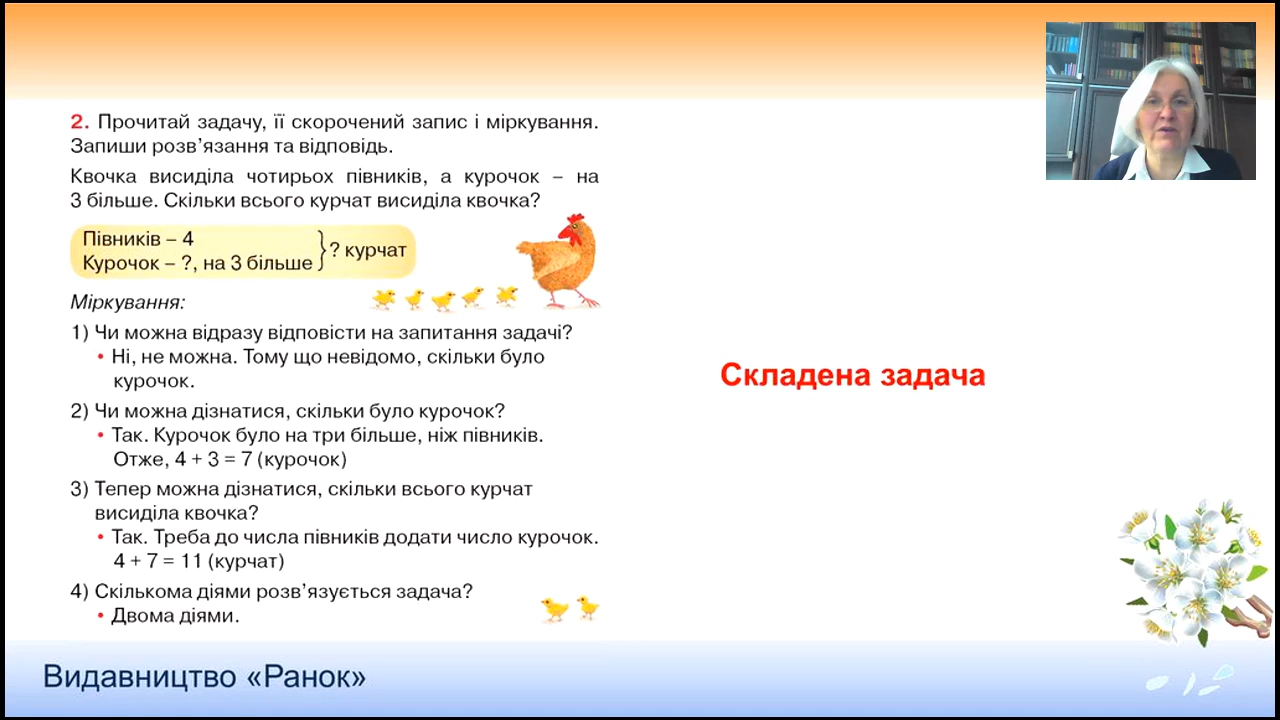 2. Прочитай задачу, її скорочений запис і міркування.
Запиши розв’язання та відповідь.
Квочка висиділа чотирьох півників, а курочок – на
3 більше. Скільки всього курчат висиділа квочка?
Півників – 4
Курочок – ?, на 3 більше } ? курчат
Міркування:
1) Чи можна відразу відповісти на запитання задачі?
• Ні, не можна. Тому що невідомо, скільки було
курочок.
2) Чи можна дізнатися, скільки було курочок?
• Так. Курочок було на три більше, ніж півників.
Отже, 4 + 3 = 7 (курочок)
3) Тепер можна дізнатися, скільки всього курчат
висиділа квочка?
• Так. Треба до числа півників додати число курочок.
4 + 7 = 11 (курчат)
4) Скількома діями розв’язується задача?
• Двома діями.
Складена задача
Видавництво «Ранок»